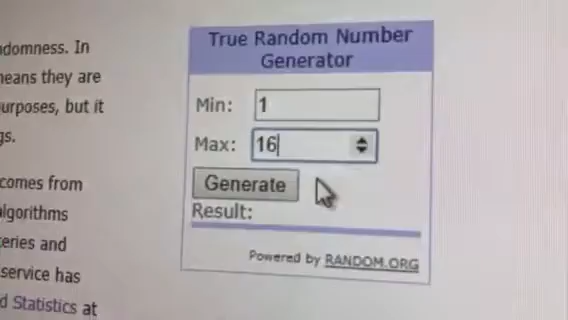 domness. In
neans they are
urposes, but it
gs.
comes from
lgorithms
eries and
service has
d Statistics at
True Random Number
Generator
Min: 1
Max: 16
Generate
Result:
Powered by RANDOM.ORG